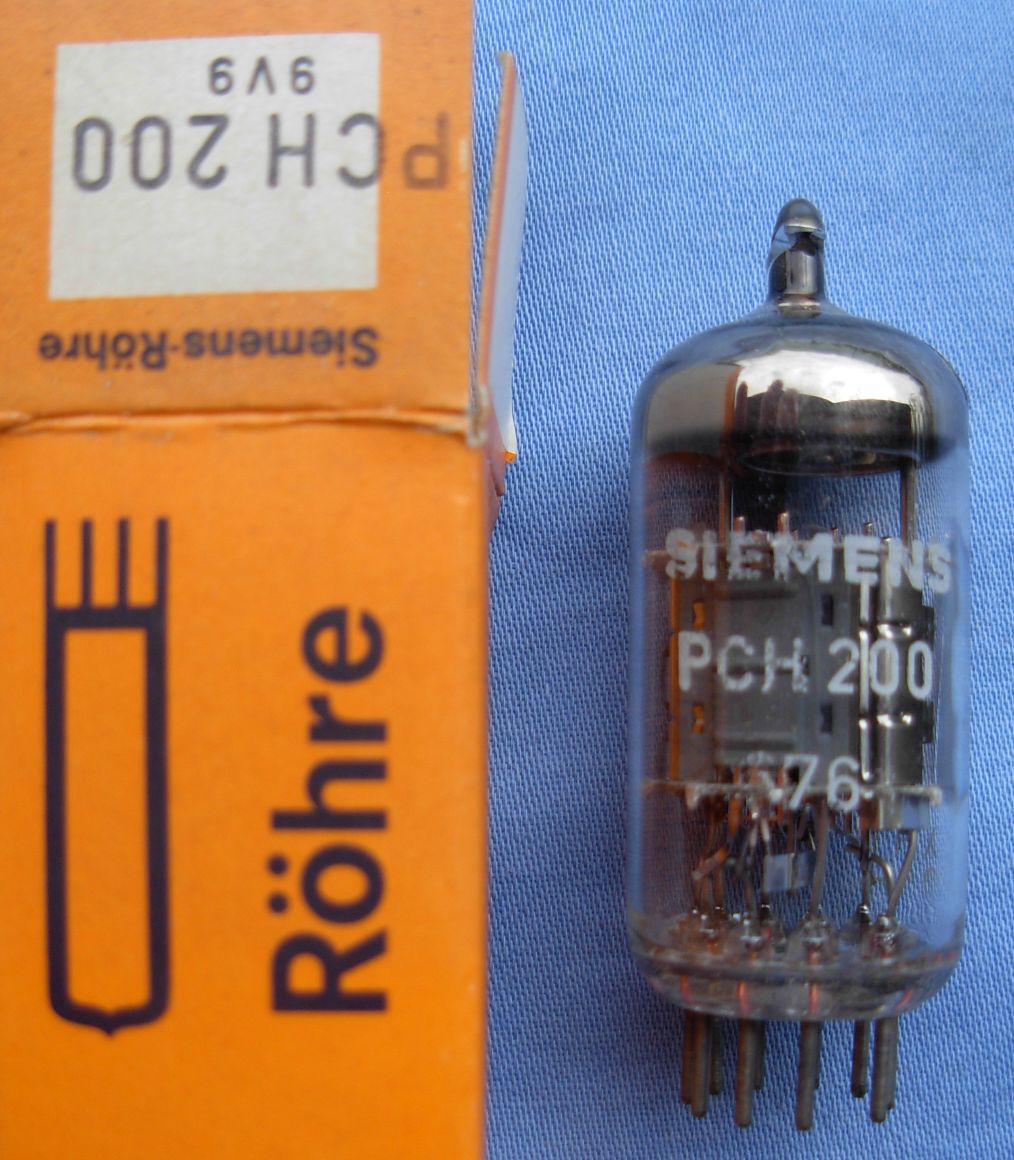 Siemens-Röhre
PCH 200
9V9
Röhre
SIEMENS
PCH 200
76